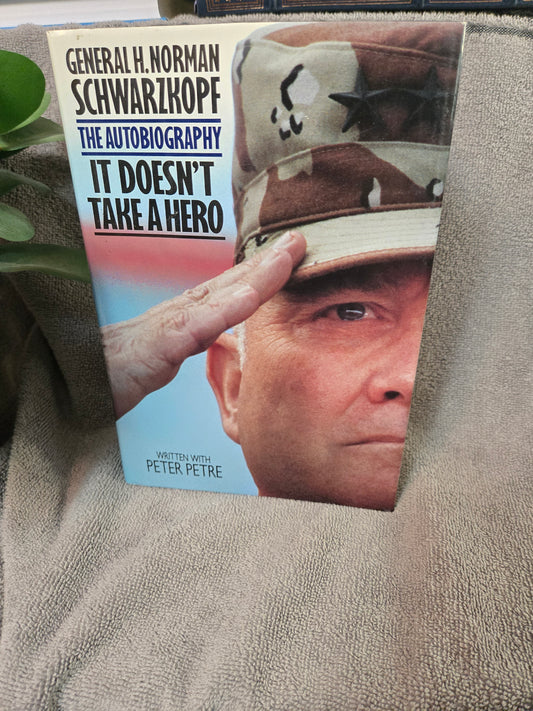 GENERAL H. NORMAN
SCHWARZKOPF
THE AUTOBIOGRAPHY
IT DOESN'T
TAKE A HERO
WRITTEN WITH
PETER PETRE